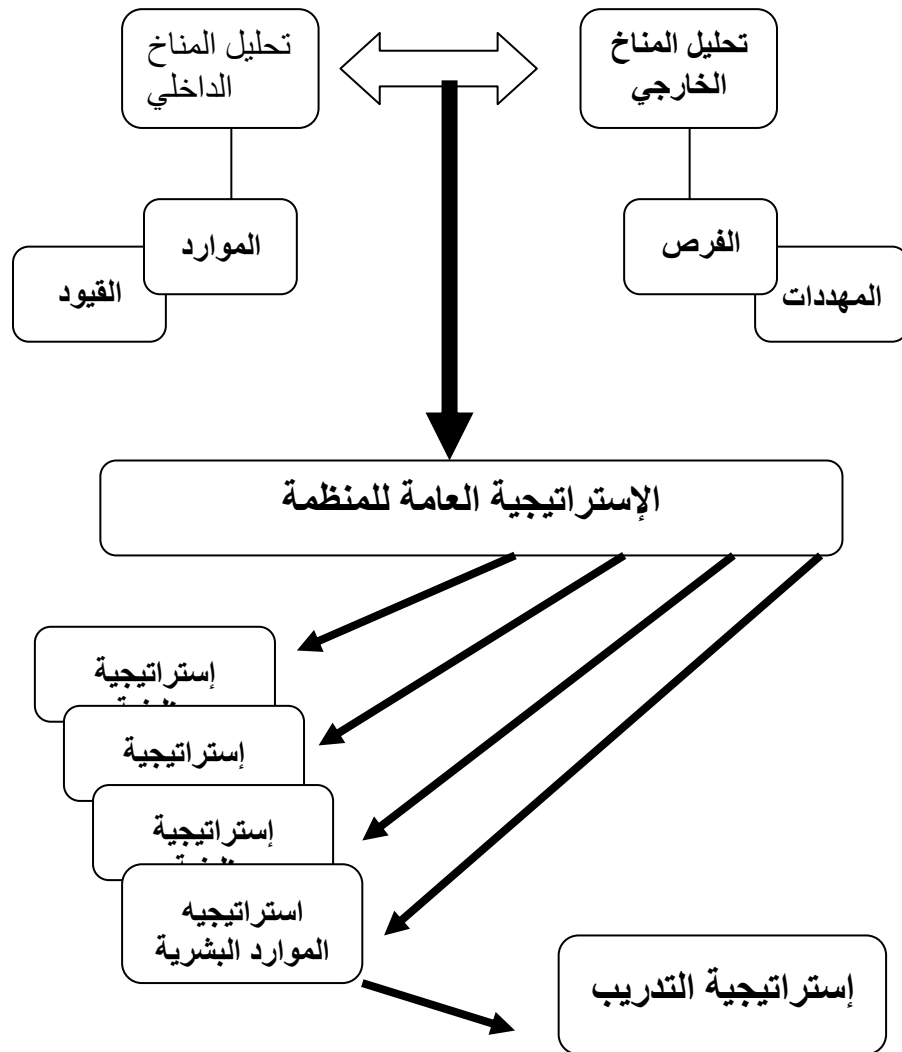 تحليل المناخ
الخارجي
تحليل المناخ
الداخلي
الفرص
المهددات
الموارد
القيود
الإستراتيجية العامة للمنظمة
إستراتيجية
إستراتيجية
إستراتيجية
استراتيجيه
الموارد البشرية
إستراتيجية التدريب